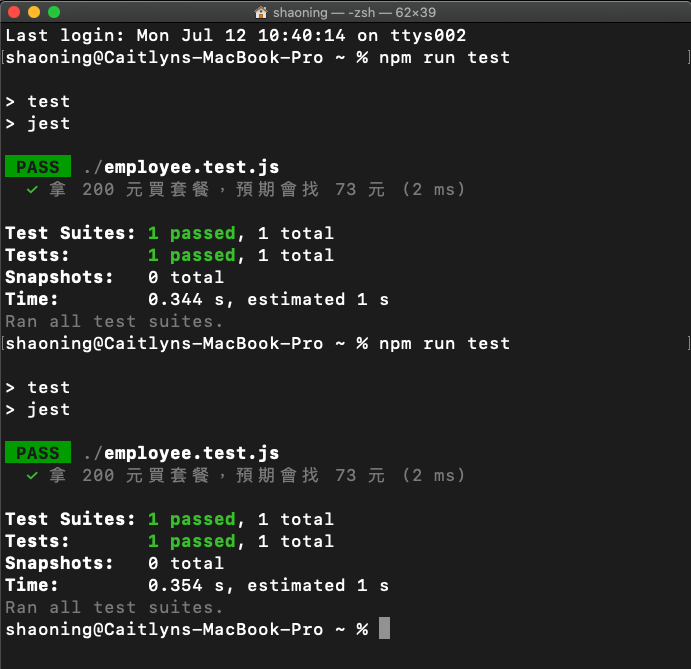 shaoning — -zsh — 62×39
Last login: Mon Jul 12 10:40:14 on ttys002
[shaoning@Caitlyns-MacBook-Pro ~ % npm run test ]

> test
> jest

PASS ./employee.test.js
✓ 拿 200 元買套餐，預期會找 73 元 (2 ms)

Test Suites: 1 passed, 1 total
Tests: 1 passed, 1 total
Snapshots: 0 total
Time: 0.344 s, estimated 1 s
Ran all test suites.
[shaoning@Caitlyns-MacBook-Pro ~ % npm run test ]

> test
> jest

PASS ./employee.test.js
✓ 拿 200 元買套餐，預期會找 73 元 (2 ms)

Test Suites: 1 passed, 1 total
Tests: 1 passed, 1 total
Snapshots: 0 total
Time: 0.354 s, estimated 1 s
Ran all test suites.
shaoning@Caitlyns-MacBook-Pro ~ %